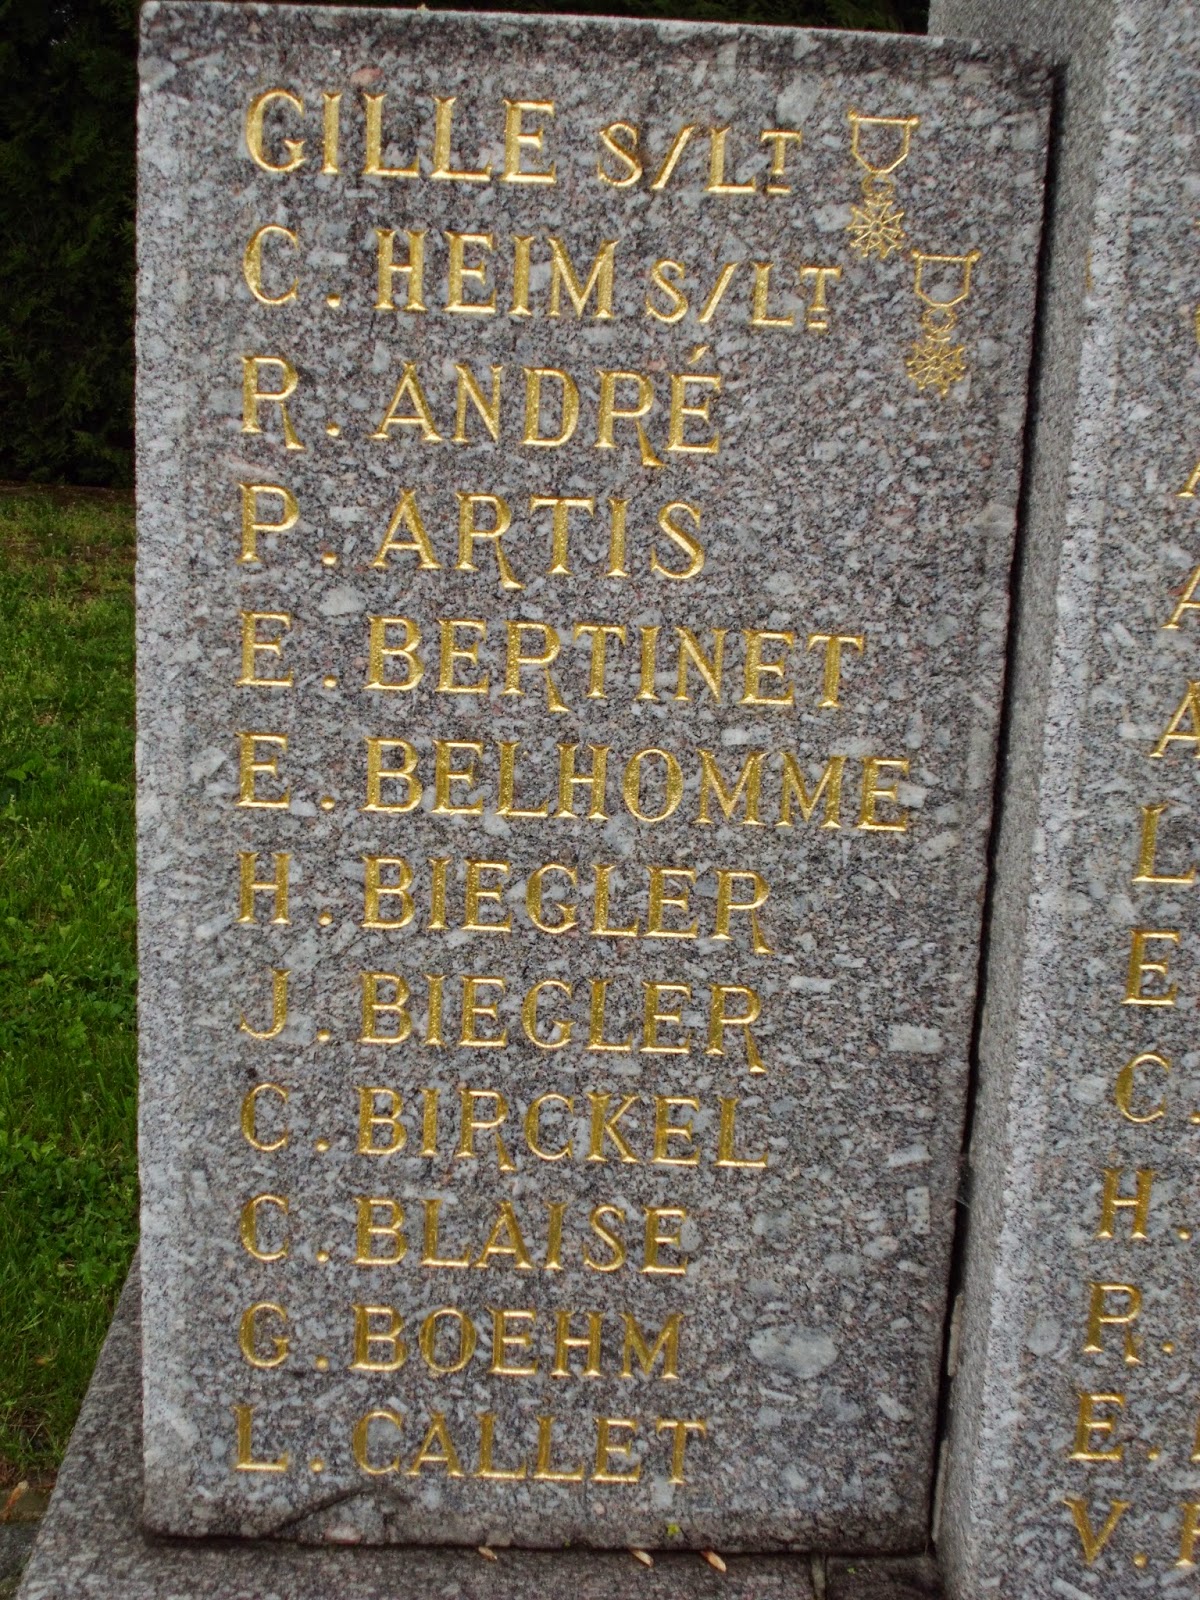 GILLE S/LT
C. HEIM S/LT
R. ANDRÉ
P. ARTIS
E. BERTINET
E. BELHOMME
H. BIEGLER
J. BIEGLER
C. BIRCKEL
C. BLAISE
G. BOEHM
L. CALLET
A
A
A
L
E
C
H.
R.
E.
V.